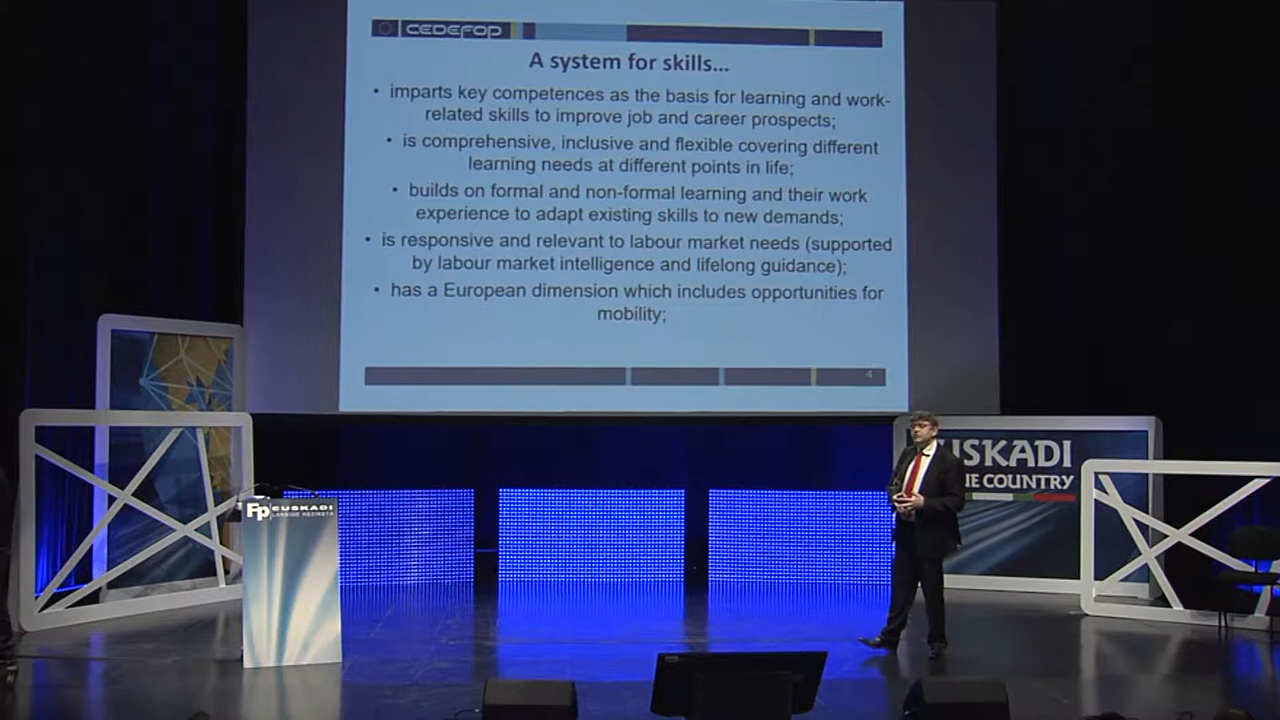 CEDEFOP
A system for skills...
• imparts key competences as the basis for learning and work-
related skills to improve job and career prospects;
• is comprehensive, inclusive and flexible covering different
learning needs at different points in life;
• builds on formal and non-formal learning and their work
experience to adapt existing skills to new demands;
• is responsive and relevant to labour market needs (supported
by labour market intelligence and lifelong guidance);
• has a European dimension which includes opportunities for
mobility;
4
USKADI
IE COUNTRY
Fp EUSKADI
LANBIDE HEZIKETA